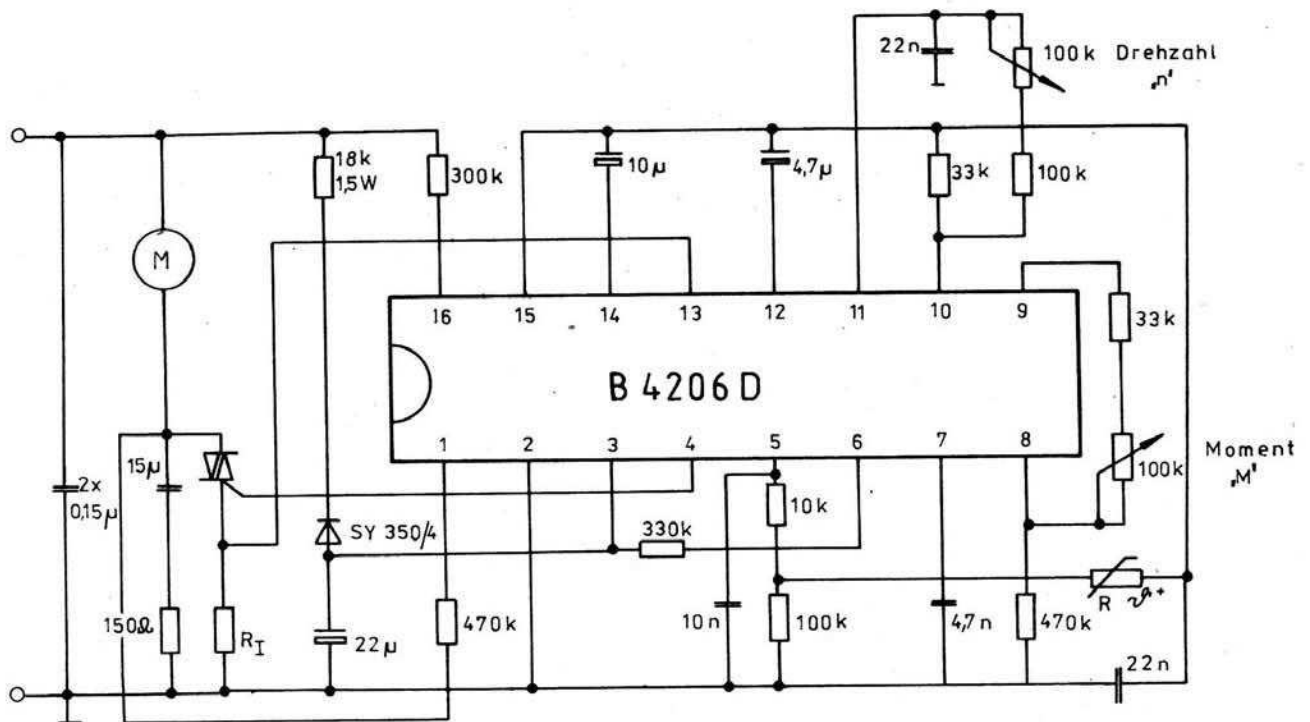 22n
100k Drehzahl
„n"
18k
1,5W
300k
10µ
4,7µ
33k
100k
M
16 15 14 13 12 11 10 9
33k
B 4206 D
1 2 3 4 5 6 7 8
Moment
„M"
100k
15µ
2x
0,15µ
10k
SY 350/4
330k
R ϑ+
150Ω
R_I
22µ
470k
10n
100k
4,7n
470k
22n